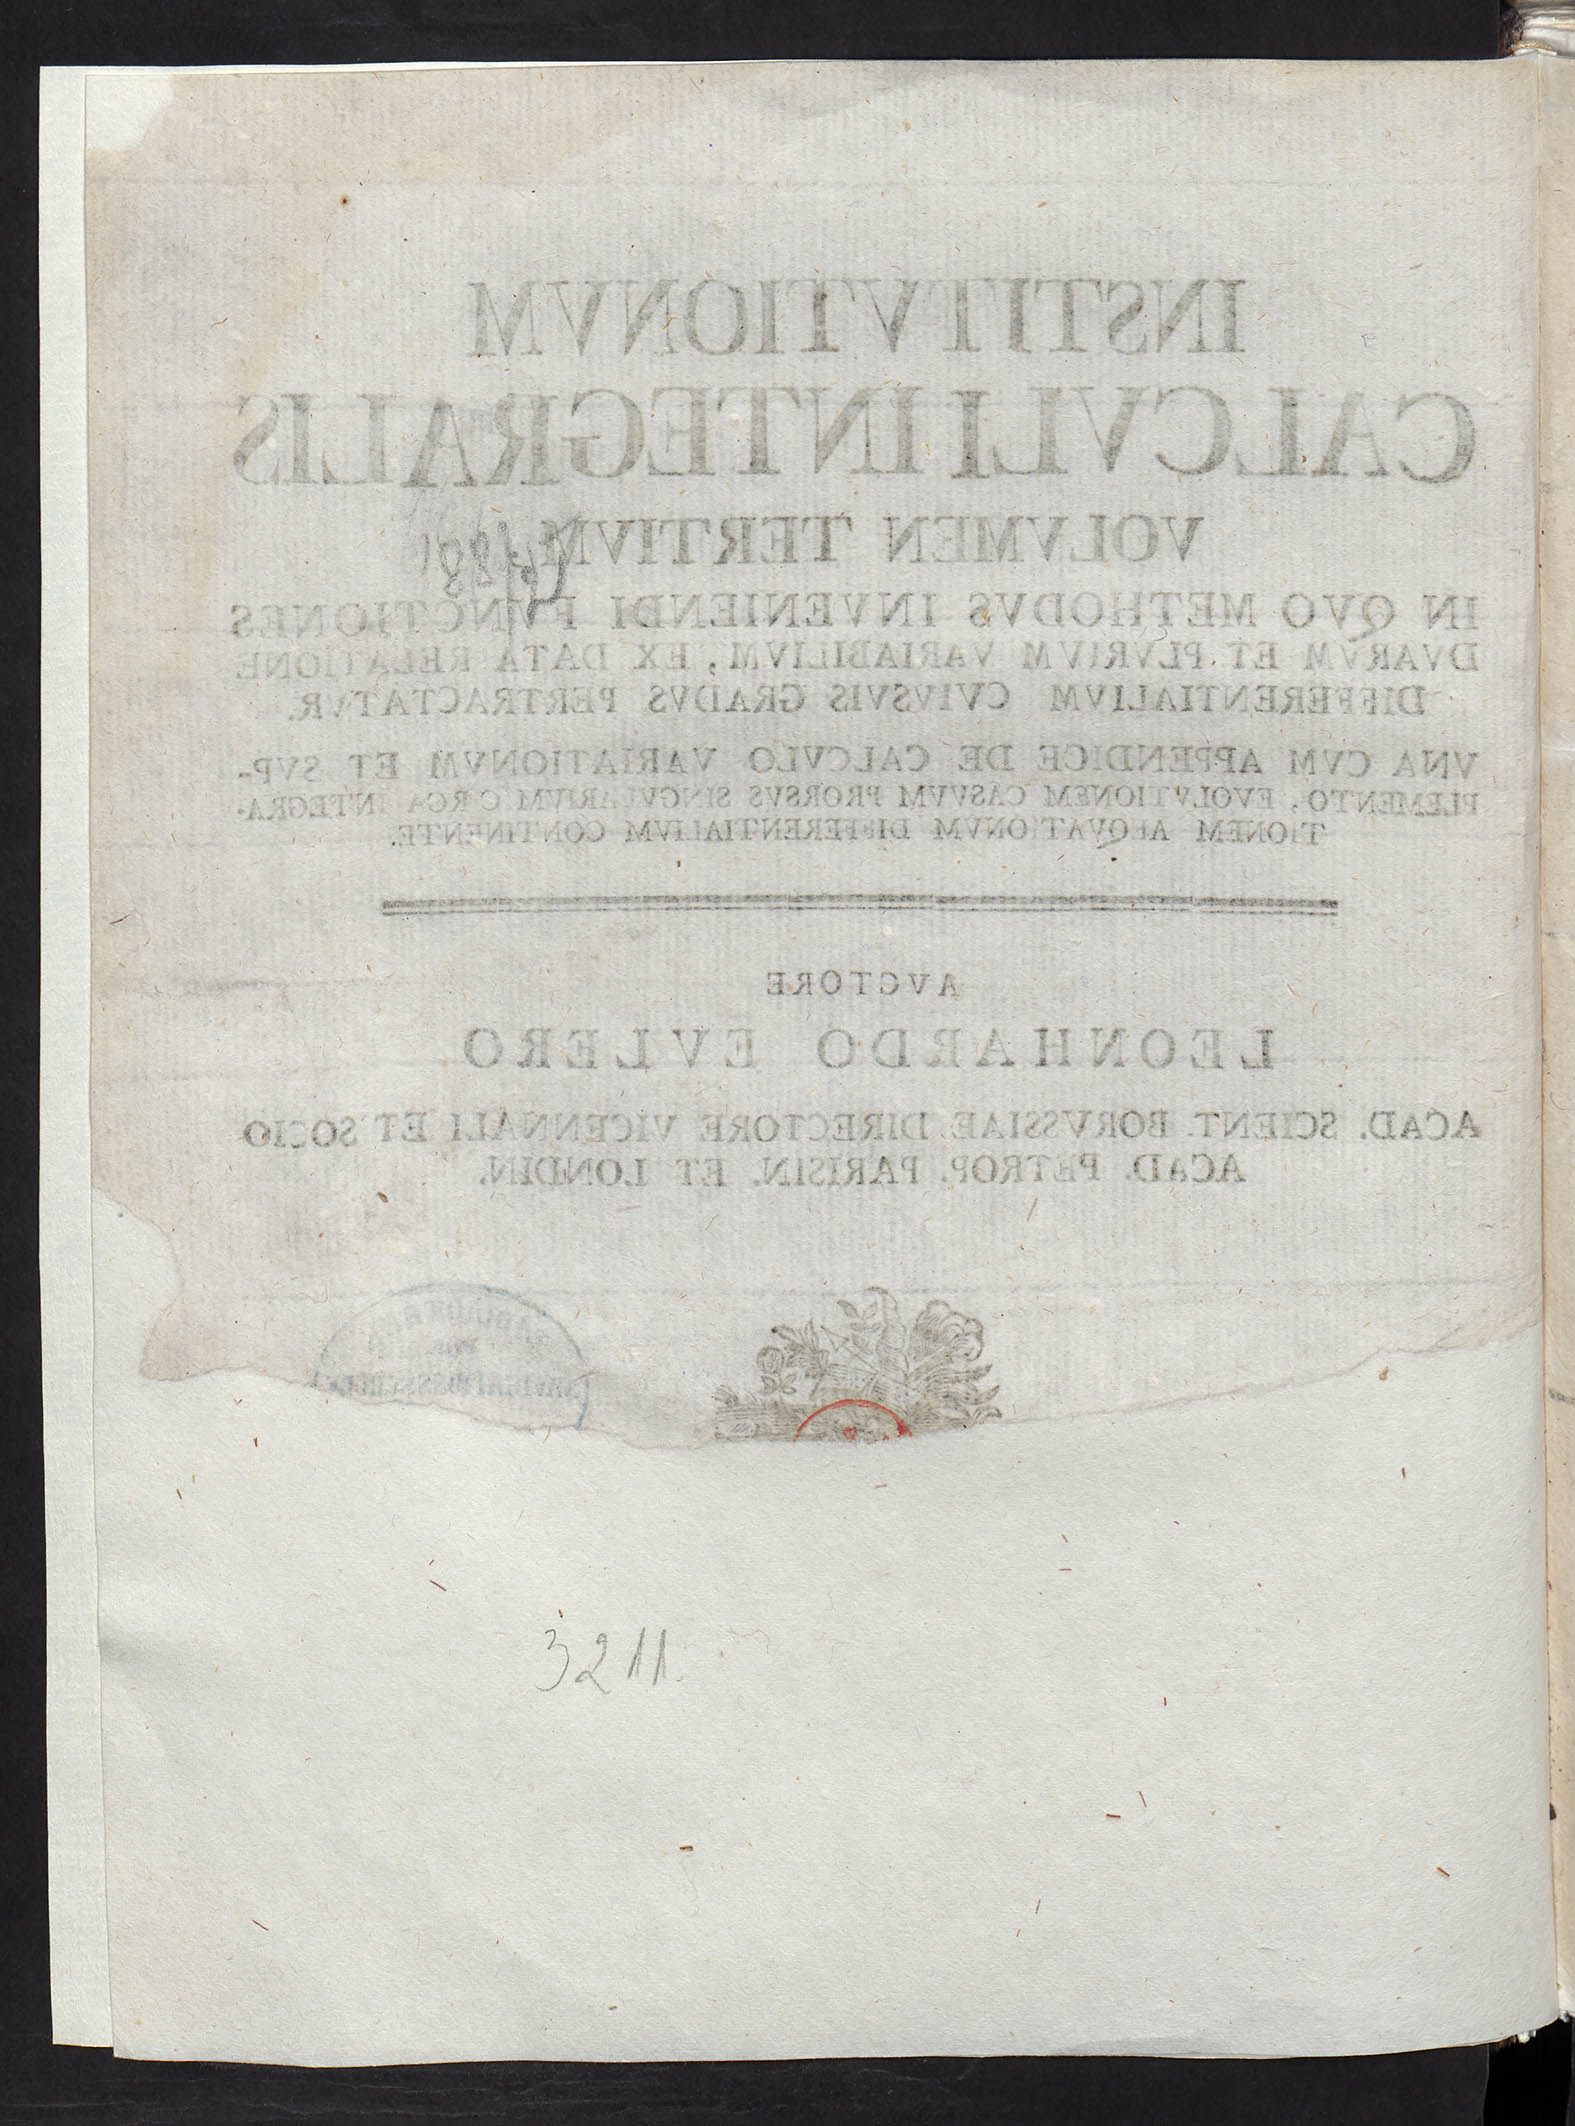 INSTITVTIONVM
CALCVLI INTEGRALIS
VOLVMEN TERTIVM,
IN QVO METHODVS INVENIENDI FVNCTIONES
DVARVM ET PLVRIVM VARIABILIVM, EX DATA RELATIONE
DIFFERENTIALIVM CVIVSVIS GRADVS PERTRACTATVR.
VNA CVM APPENDICE DE CALCVLO VARIATIONVM ET SVP-
PLEMENTO, EVOLVTIONEM CASVVM PRORSVS SINGVLARIVM CIRCA INTEGRA-
TIONEM AEQVATIONVM DIFFERENTIALIVM CONTINENTE.
AVCTORE
LEONHARDO EVLERO
ACAD. SCIENT. BORVSSIAE DIRECTORE VICENNALI ET SOCIO
ACAD. PETROP. PARISIN. ET LONDIN.
3211.